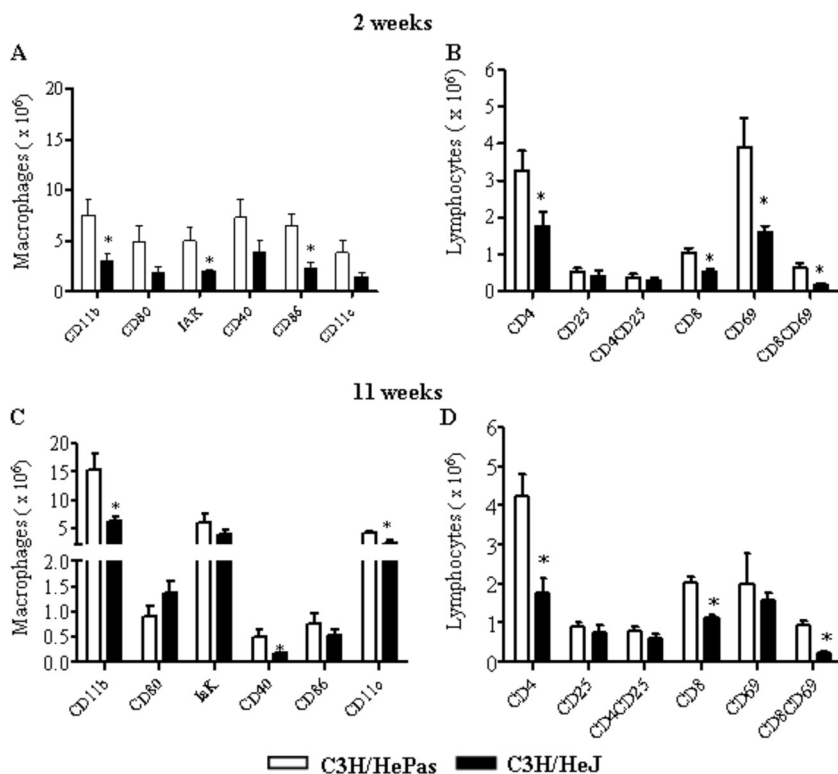 2 weeks
A
B
Macrophages ( x 10⁶)
20
15
10
5
0
CD11b
CD80
IAK
CD40
CD86
CD11c
*
*
*
Lymphocytes ( x 10⁶)
6
5
4
3
2
1
0
CD4
CD25
CD4CD25
CD8
CD69
CD8CD69
*
*
*
*
11 weeks
C
D
Macrophages ( x 10⁶)
20
15
10
5
2.0
1.5
1.0
0.5
0.0
CD11b
CD80
IaK
CD40
CD86
CD11c
*
*
*
Lymphocytes ( x 10⁶)
6
5
4
3
2
1
0
CD4
CD25
CD4CD25
CD8
CD69
CD8CD69
*
*
*
C3H/HePas
C3H/HeJ